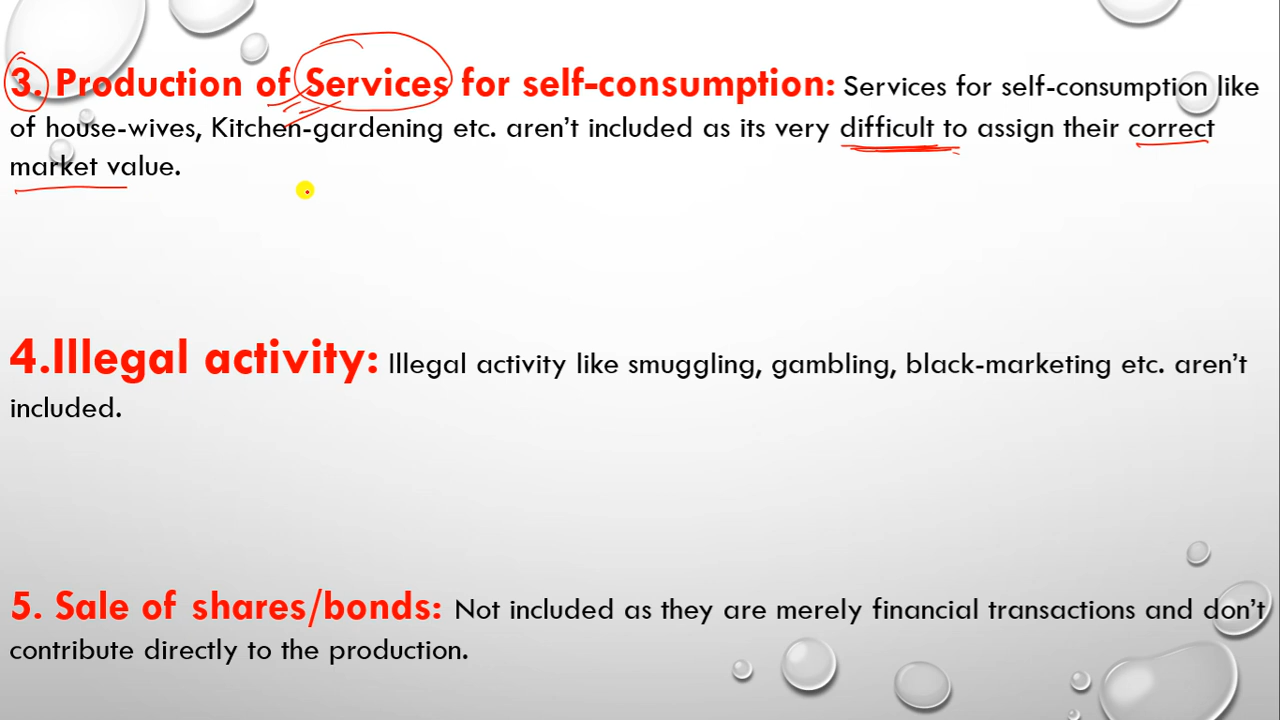 3. Production of Services for self-consumption: Services for self-consumption like
of house-wives, Kitchen-gardening etc. aren’t included as its very difficult to assign their correct
market value.
4.Illegal activity: Illegal activity like smuggling, gambling, black-marketing etc. aren’t
included.
5. Sale of shares/bonds: Not included as they are merely financial transactions and don’t
contribute directly to the production.